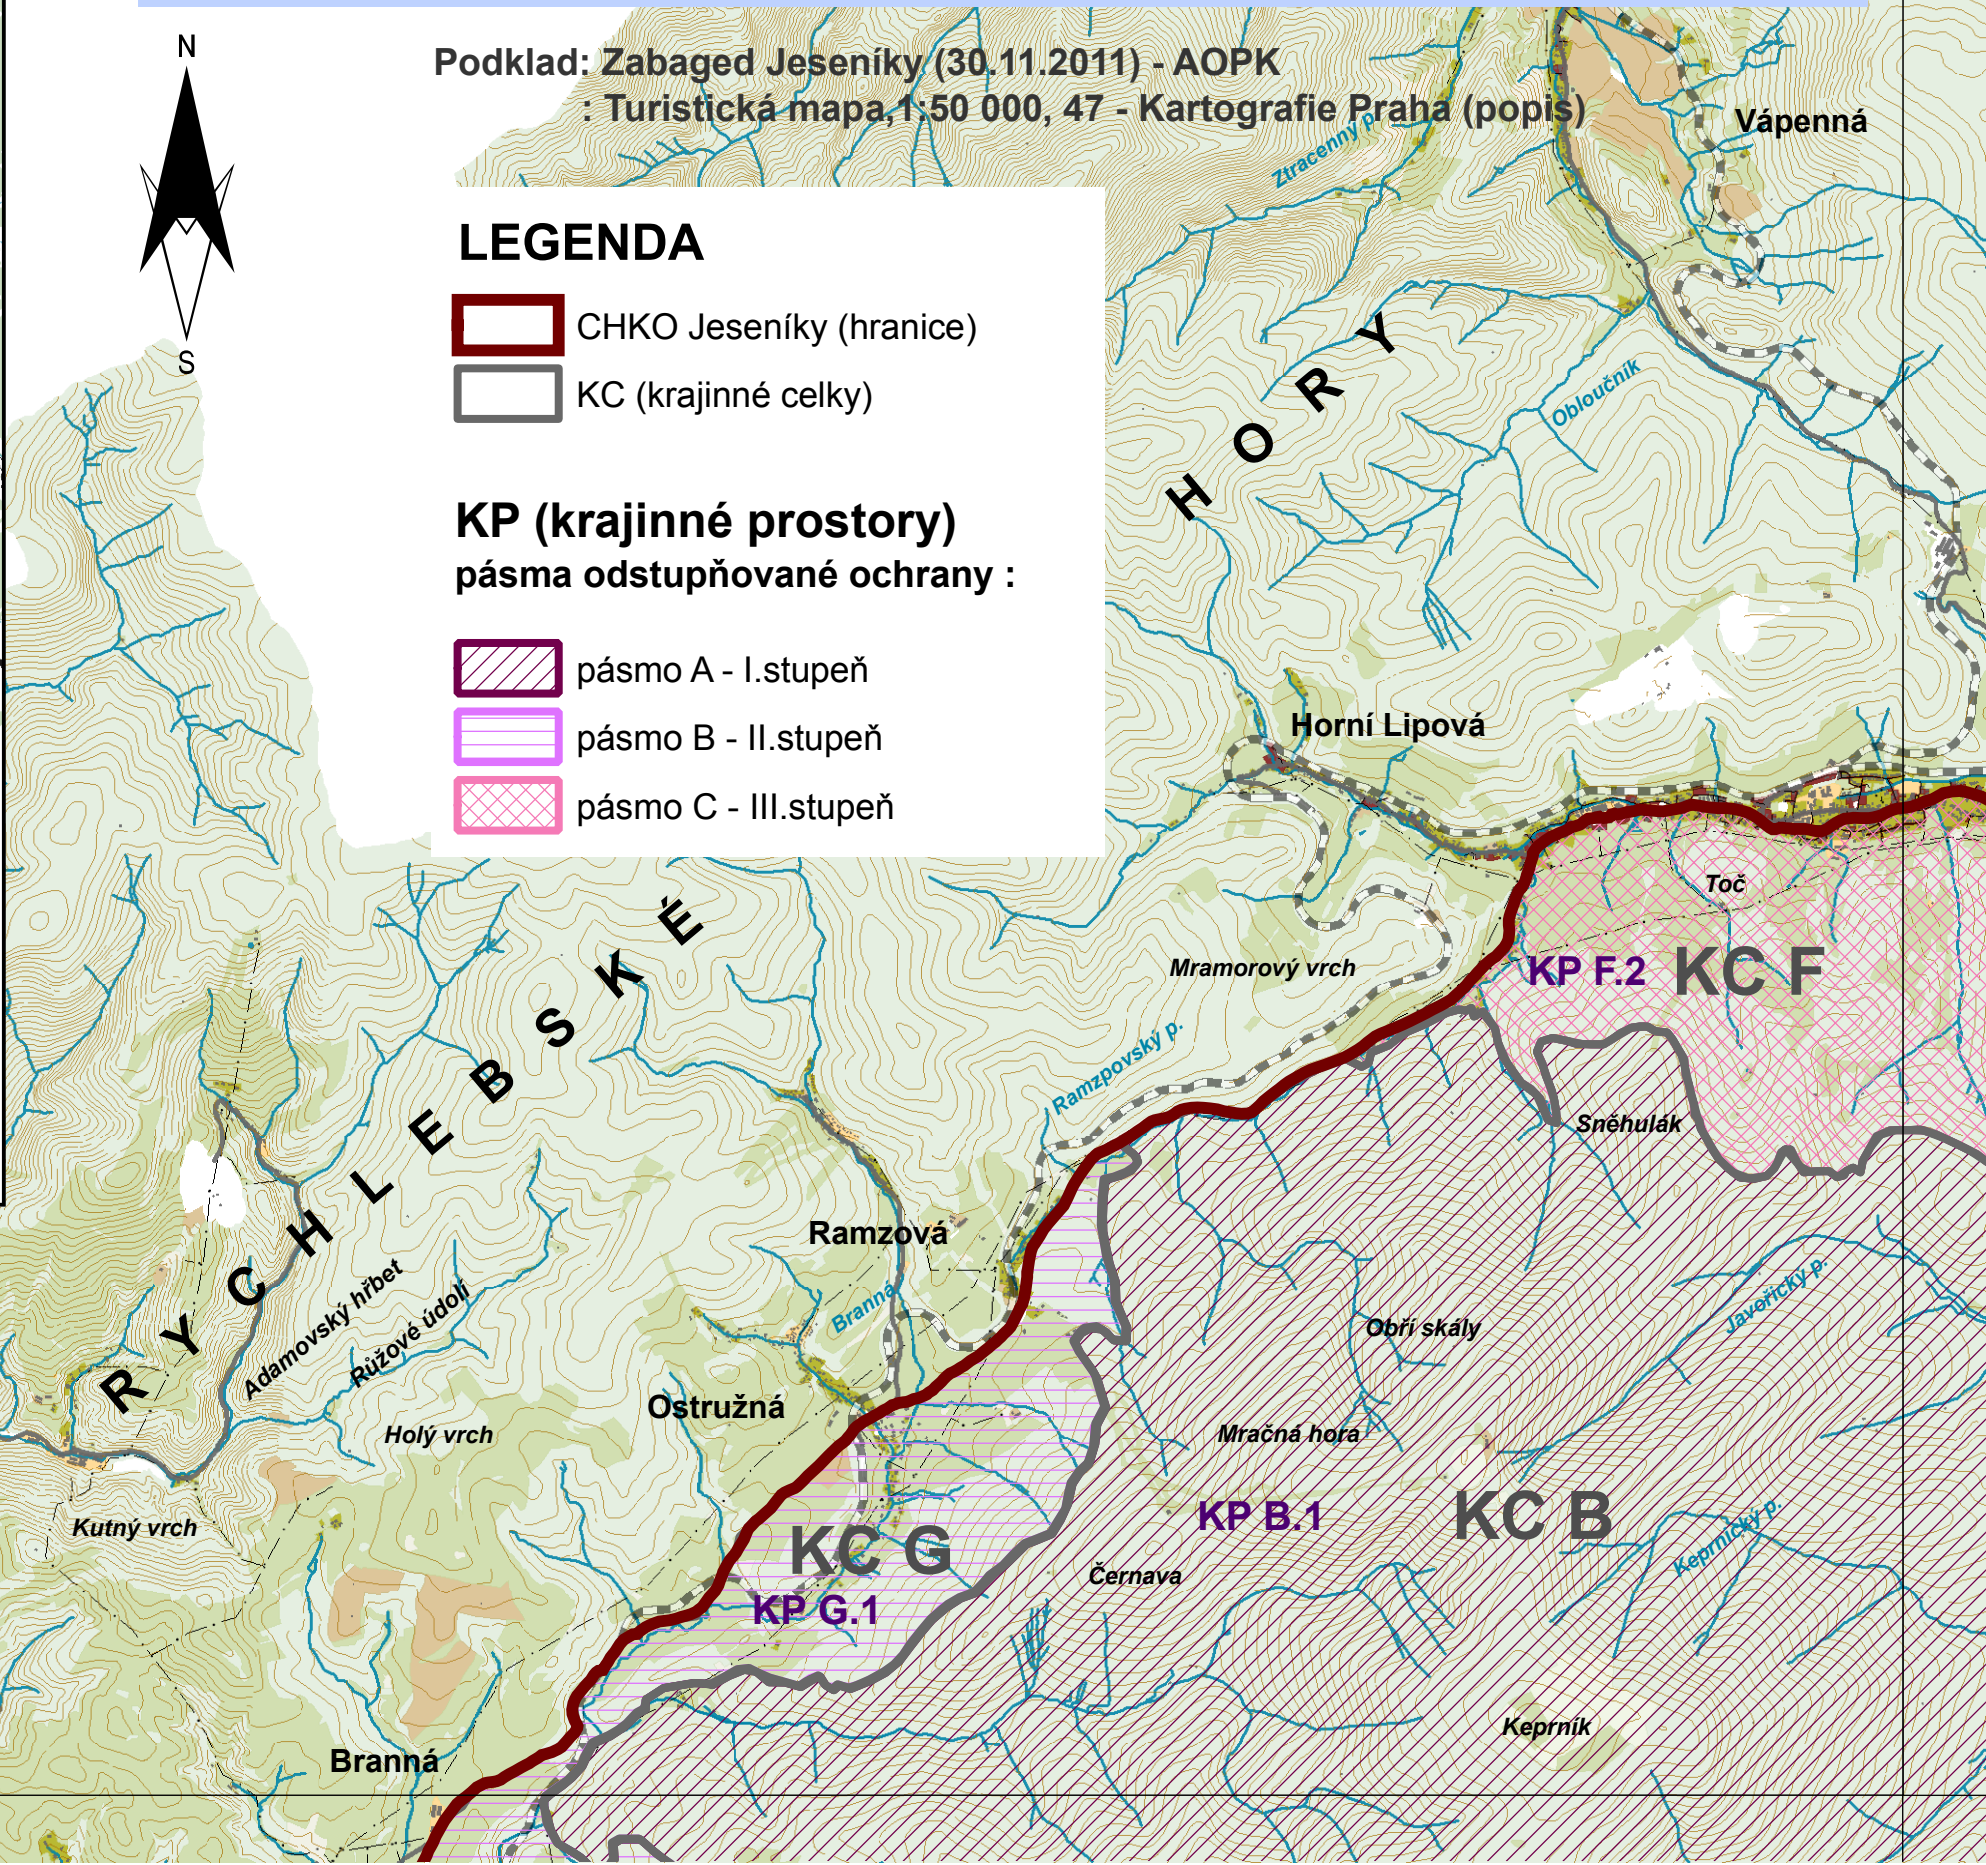 N
S
Podklad: Zabaged Jeseníky (30.11.2011) - AOPK
: Turistická mapa,1:50 000, 47 - Kartografie Praha (popis)
LEGENDA
CHKO Jeseníky (hranice)
KC (krajinné celky)
KP (krajinné prostory)
pásma odstupňované ochrany :
pásmo A - I.stupeň
pásmo B - II.stupeň
pásmo C - III.stupeň
Vápenná
Ztracenný p.
HORY
Obloučník
Horní Lipová
Toč
KP F.2
KC F
Mramorový vrch
Ramzpovský p.
Sněhulák
RYCHLEBSKÉ
Ramzová
Adamovský hřbet
Růžové údolí
Branná
Javořický p.
Obří skály
Ostružná
Holý vrch
Mračná hora
Kutný vrch
KP B.1
KC B
Keprnický p.
KC G
Černava
KP G.1
Keprník
Branná